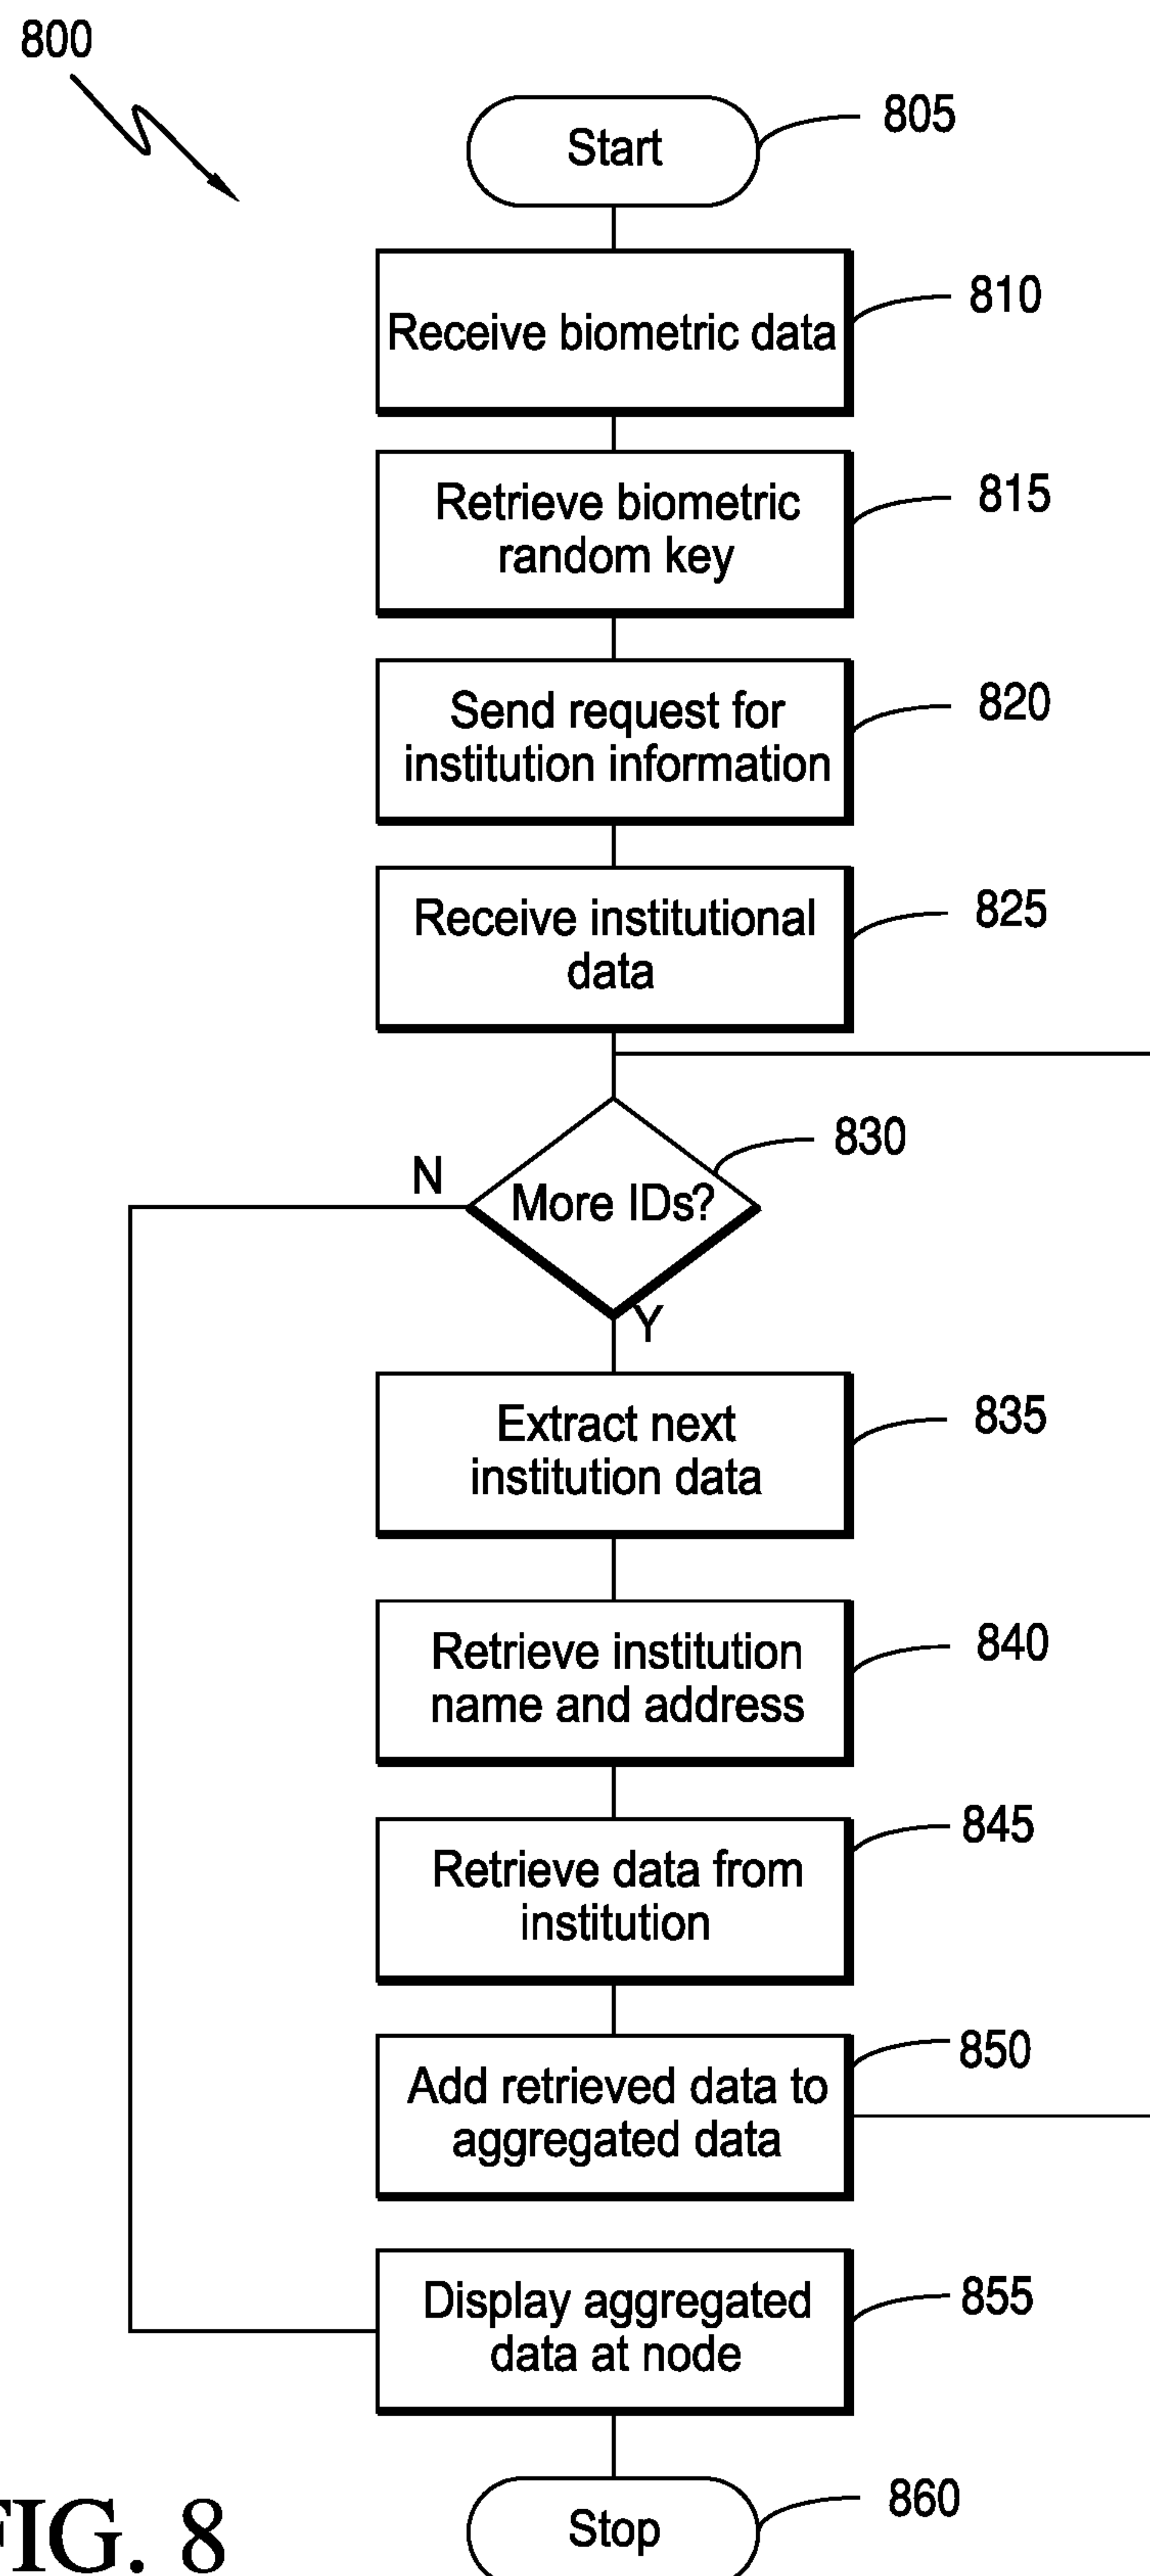 800
Start
805
Receive biometric data
810
Retrieve biometric
random key
815
Send request for
institution information
820
Receive institutional
data
825
N
More IDs?
830
Y
Extract next
institution data
835
Retrieve institution
name and address
840
Retrieve data from
institution
845
Add retrieved data to
aggregated data
850
Display aggregated
data at node
855
Stop
860
FIG. 8